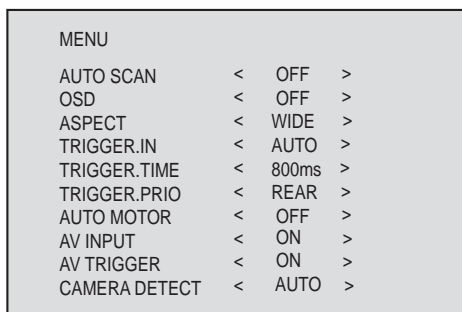 MENU
AUTO SCAN < OFF >
OSD < OFF >
ASPECT < WIDE >
TRIGGER.IN < AUTO >
TRIGGER.TIME < 800ms >
TRIGGER.PRIO < REAR >
AUTO MOTOR < OFF >
AV INPUT < ON >
AV TRIGGER < ON >
CAMERA DETECT < AUTO >